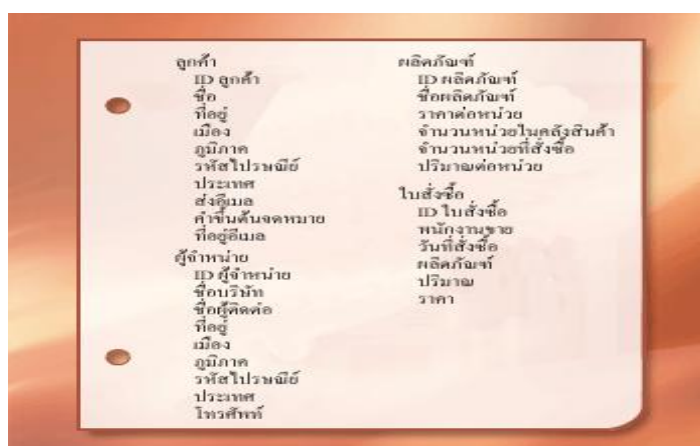 ลูกค้า
ID ลูกค้า
ชื่อ
ที่อยู่
เมือง
ภูมิภาค
รหัสไปรษณีย์
ประเทศ
ส่งอีเมล
คำขึ้นต้นจดหมาย
ที่อยู่อีเมล
ผู้จำหน่าย
ID ผู้จำหน่าย
ชื่อบริษัท
ชื่อผู้ติดต่อ
ที่อยู่
เมือง
ภูมิภาค
รหัสไปรษณีย์
ประเทศ
โทรศัพท์
ผลิตภัณฑ์
ID ผลิตภัณฑ์
ชื่อผลิตภัณฑ์
ราคาต่อหน่วย
จำนวนหน่วยในคลังสินค้า
จำนวนหน่วยที่สั่งซื้อ
ปริมาณต่อหน่วย
ใบสั่งซื้อ
ID ใบสั่งซื้อ
พนักงานขาย
วันที่สั่งซื้อ
ผลิตภัณฑ์
ปริมาณ
ราคา